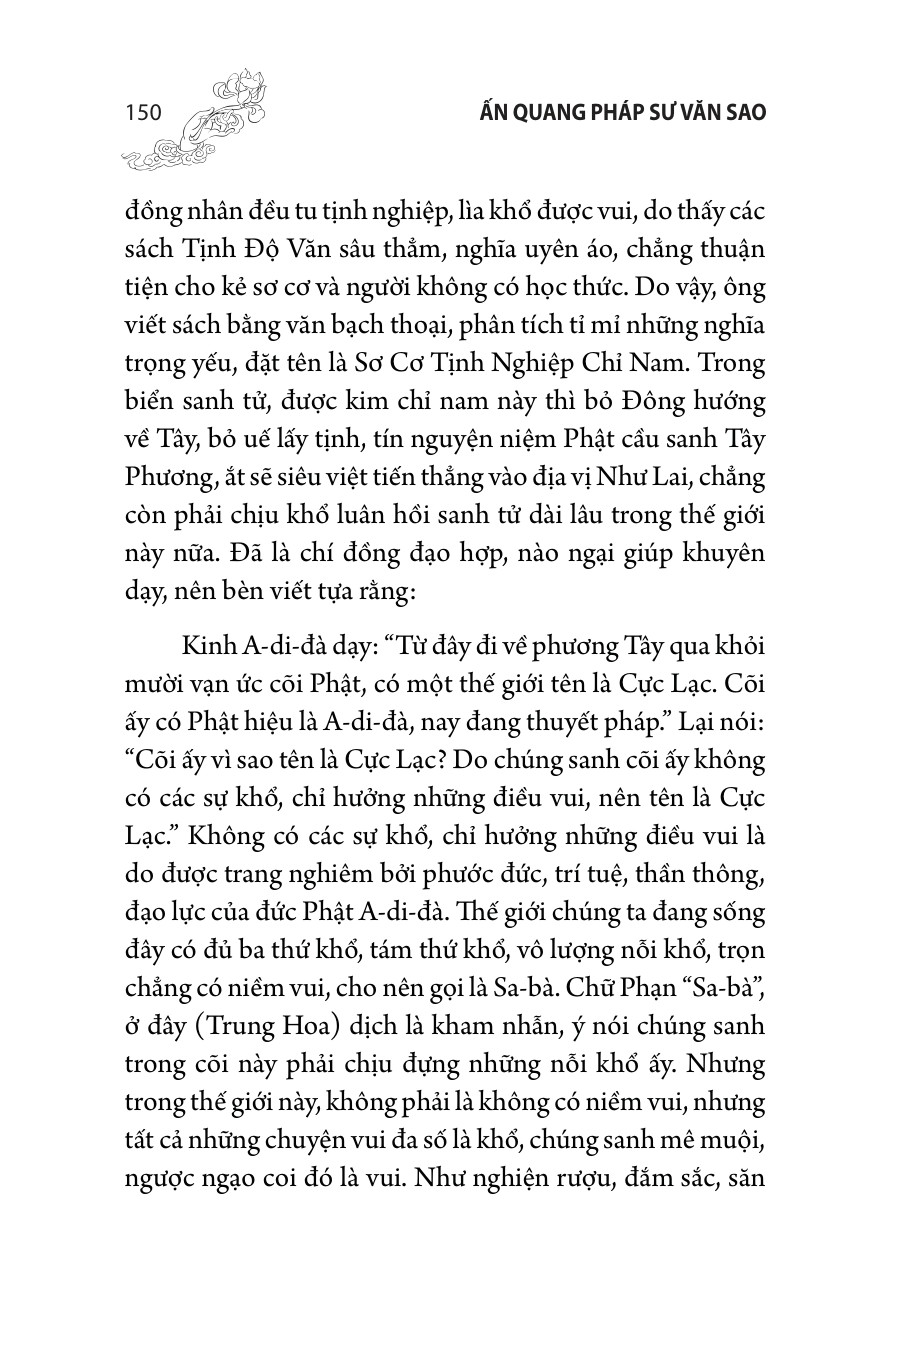 150
ẤN QUANG PHÁP SƯ VĂN SAO
đồng nhân đều tu tịnh nghiệp, lìa khổ được vui, do thấy các
sách Tịnh Độ Văn sâu thẳm, nghĩa uyên áo, chẳng thuận
tiện cho kẻ sơ cơ và người không có học thức. Do vậy, ông
viết sách bằng văn bạch thoại, phân tích tỉ mỉ những nghĩa
trọng yếu, đặt tên là Sơ Cơ Tịnh Nghiệp Chỉ Nam. Trong
biển sanh tử, được kim chỉ nam này thì bỏ Đông hướng
về Tây, bỏ uế lấy tịnh, tín nguyện niệm Phật cầu sanh Tây
Phương, ắt sẽ siêu việt tiến thẳng vào địa vị Như Lai, chẳng
còn phải chịu khổ luân hồi sanh tử dài lâu trong thế giới
này nữa. Đã là chí đồng đạo hợp, nào ngại giúp khuyên
dạy, nên bèn viết tựa rằng:
Kinh A-di-đà dạy: “Từ đây đi về phương Tây qua khỏi
mười vạn ức cõi Phật, có một thế giới tên là Cực Lạc. Cõi
ấy có Phật hiệu là A-di-đà, nay đang thuyết pháp.” Lại nói:
“Cõi ấy vì sao tên là Cực Lạc? Do chúng sanh cõi ấy không
có các sự khổ, chỉ hưởng những điều vui, nên tên là Cực
Lạc.” Không có các sự khổ, chỉ hưởng những điều vui là
do được trang nghiêm bởi phước đức, trí tuệ, thần thông,
đạo lực của đức Phật A-di-đà. Thế giới chúng ta đang sống
đây có đủ ba thứ khổ, tám thứ khổ, vô lượng nỗi khổ, trọn
chẳng có niềm vui, cho nên gọi là Sa-bà. Chữ Phạn “Sa-bà”,
ở đây (Trung Hoa) dịch là kham nhẫn, ý nói chúng sanh
trong cõi này phải chịu đựng những nỗi khổ ấy. Nhưng
trong thế giới này, không phải là không có niềm vui, nhưng
tất cả những chuyện vui đa số là khổ, chúng sanh mê muội,
ngược ngạo coi đó là vui. Như nghiện rượu, đắm sắc, săn